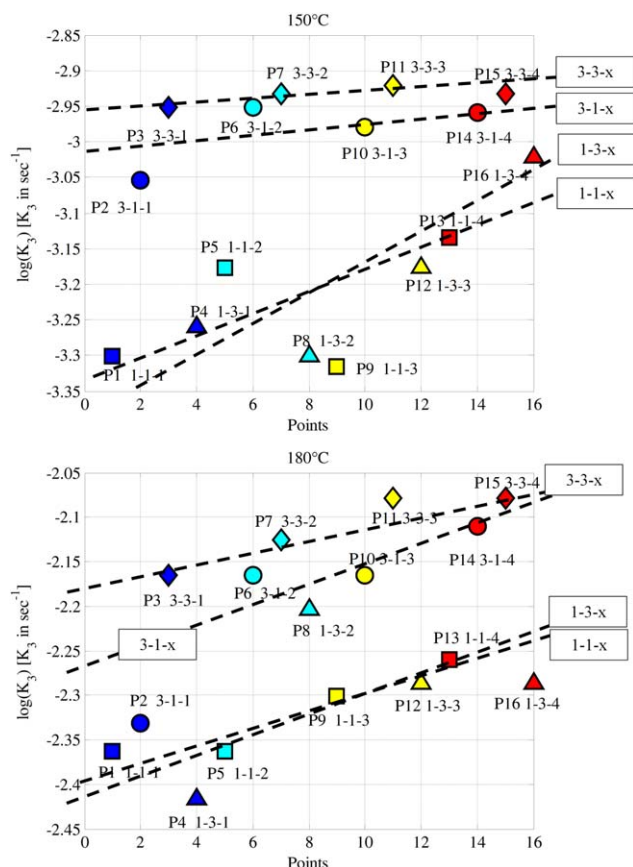 150°C
-2.85
-2.9
-2.95
-3
-3.05
-3.1
-3.15
-3.2
-3.25
-3.3
-3.35
log(K3) [K3 in sec-1]
P7 3-3-2
P11 3-3-3
P15 3-3-4
3-3-x
P3 3-3-1
P6 3-1-2
P10 3-1-3
P14 3-1-4
3-1-x
P16 1-3-4
1-3-x
P2 3-1-1
1-1-x
P13 1-1-4
P5 1-1-2
P12 1-3-3
P4 1-3-1
P8 1-3-2
P9 1-1-3
P1 1-1-1
0 2 4 6 8 10 12 14 16
Points
180°C
-2.05
-2.1
-2.15
-2.2
-2.25
-2.3
-2.35
-2.4
-2.45
log(K3) [K3 in sec-1]
P15 3-3-4
3-3-x
P7 3-3-2
P11 3-3-3
P10 3-1-3
P14 3-1-4
P3 3-3-1
P6 3-1-2
P8 1-3-2
3-1-x
P13 1-1-4
1-3-x
1-1-x
P2 3-1-1
P9 1-1-3
P12 1-3-3
P16 1-3-4
P1 1-1-1
P5 1-1-2
P4 1-3-1
0 2 4 6 8 10 12 14 16
Points